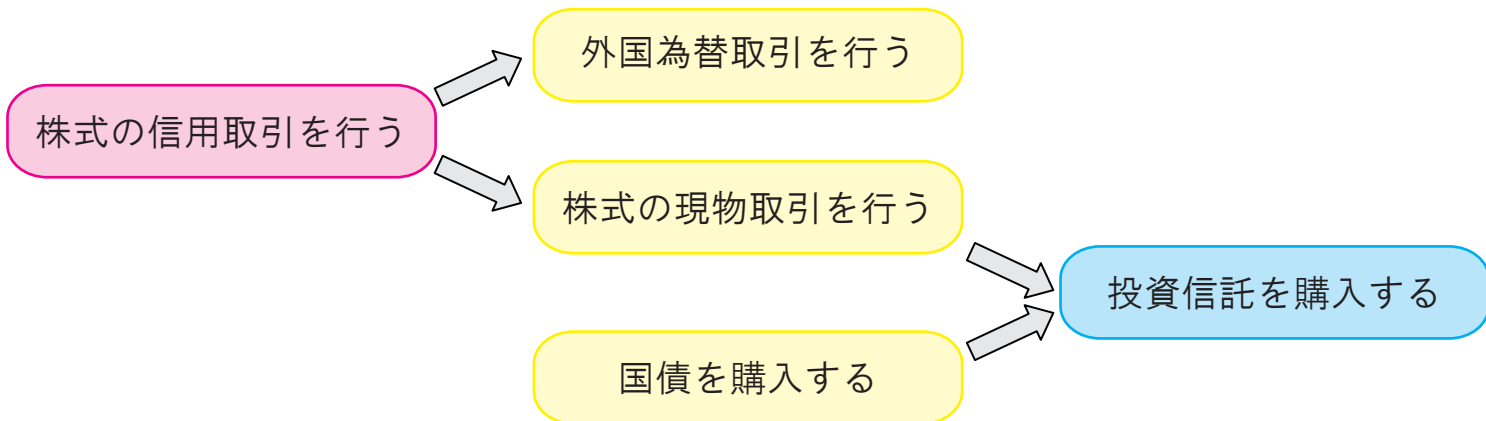 外国為替取引を行う
株式の信用取引を行う
株式の現物取引を行う
投資信託を購入する
国債を購入する